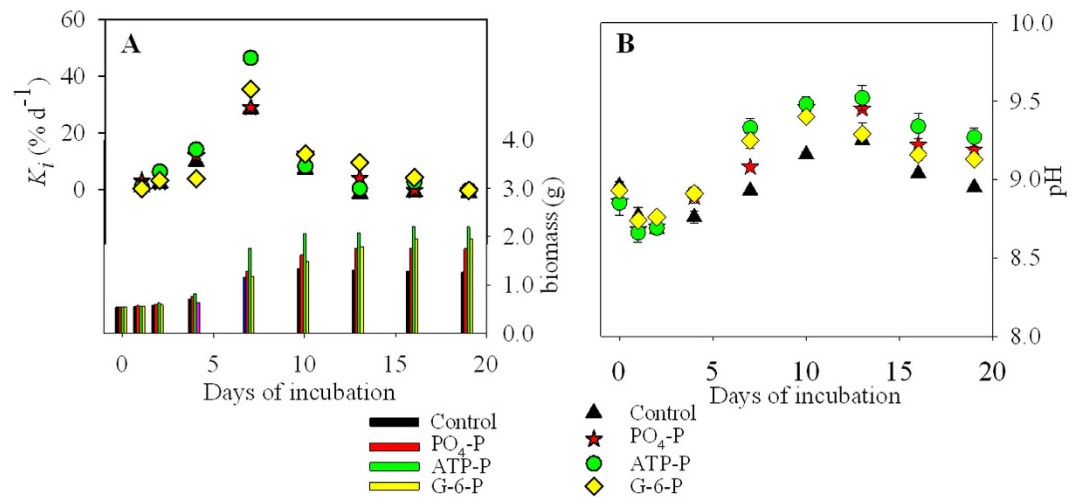 A
60
40
20
0
K_i (% d⁻¹)
4.0
3.0
2.0
1.0
0.0
biomass (g)
0 5 10 15 20
Days of incubation
B
10.0
9.5
9.0
8.5
8.0
pH
0 5 10 15 20
Days of incubation
Control
PO₄-P
ATP-P
G-6-P
Control
PO₄-P
ATP-P
G-6-P